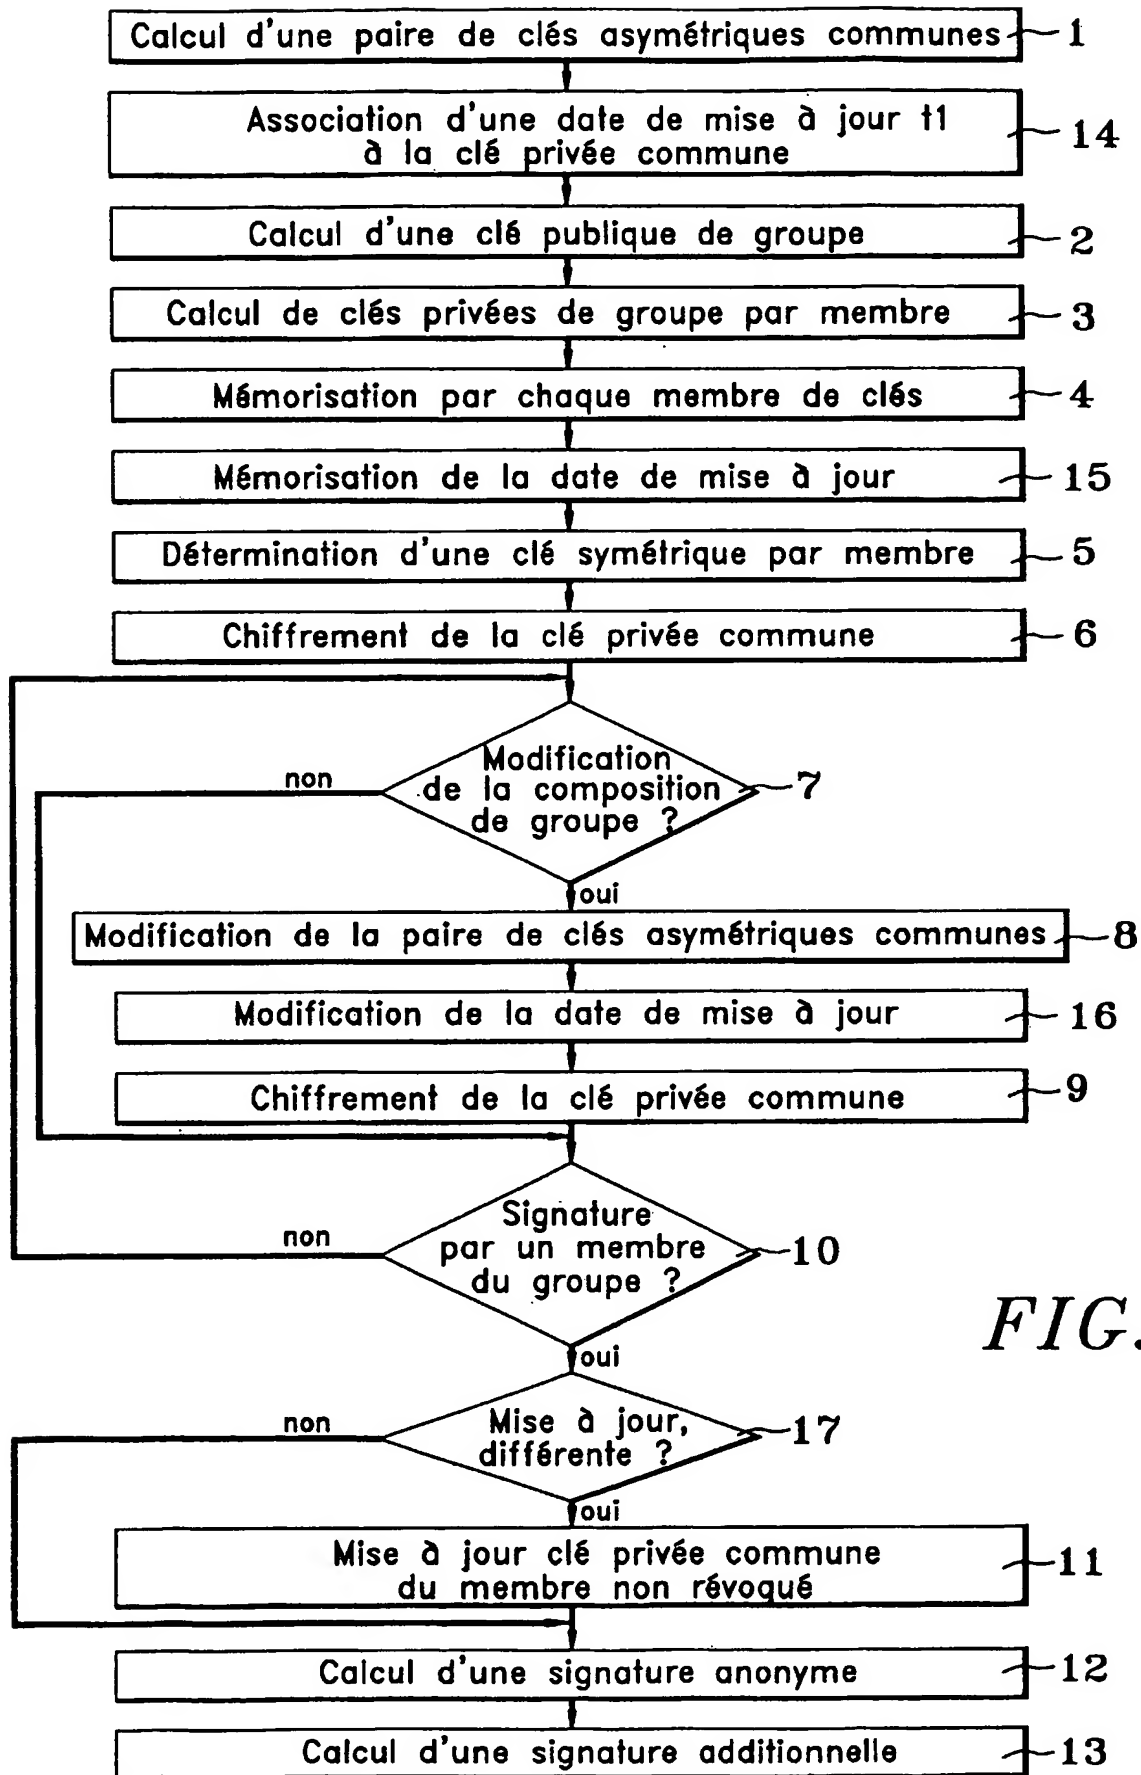 Calcul d'une paire de clés asymétriques communes 1
Association d'une date de mise à jour t1
à la clé privée commune 14
Calcul d'une clé publique de groupe 2
Calcul de clés privées de groupe par membre 3
Mémorisation par chaque membre de clés 4
Mémorisation de la date de mise à jour 15
Détermination d'une clé symétrique par membre 5
Chiffrement de la clé privée commune 6
Modification
de la composition
de groupe ? 7
non
oui
Modification de la paire de clés asymétriques communes 8
Modification de la date de mise à jour 16
Chiffrement de la clé privée commune 9
Signature
par un membre
du groupe ? 10
non
FIG.
oui
Mise à jour,
différente ? 17
non
oui
Mise à jour clé privée commune
du membre non révoqué 11
Calcul d'une signature anonyme 12
Calcul d'une signature additionnelle 13